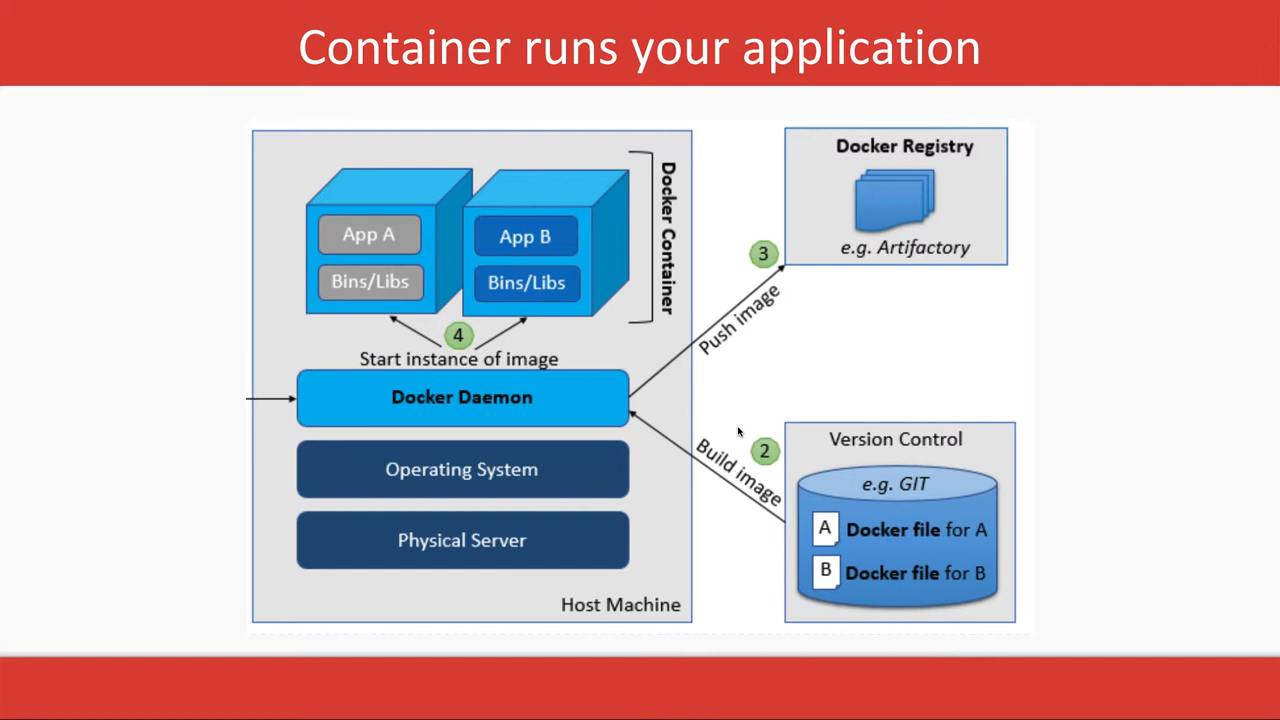 Container runs your application
App A
Bins/Libs
App B
Bins/Libs
Docker Container
4
Start instance of image
Docker Daemon
Operating System
Physical Server
Host Machine
3
Push image
Docker Registry
e.g. Artifactory
2
Build image
Version Control
e.g. GIT
A Docker file for A
B Docker file for B